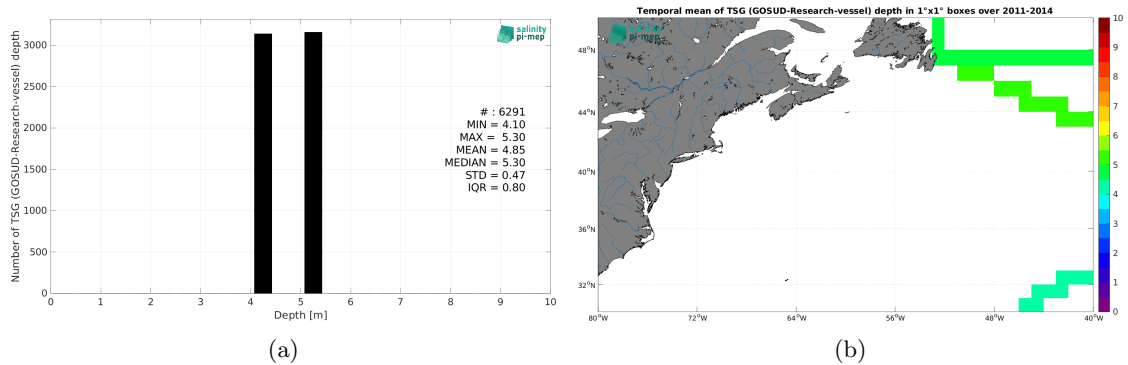 Number of TSG (GOSUD-Research-vessel) depth
3000
2500
2000
1500
1000
500
0
salinity
pi-mep
# : 6291
MIN = 4.10
MAX = 5.30
MEAN = 4.85
MEDIAN = 5.30
STD = 0.47
IQR = 0.80
0 1 2 3 4 5 6 7 8 9 10
Depth [m]
(a)
Temporal mean of TSG (GOSUD-Research-vessel) depth in 1°x1° boxes over 2011-2014
salinity
pi-mep
48°N
44°N
40°N
36°N
32°N
80°W 72°W 64°W 56°W 48°W 40°W
10
9
8
7
6
5
4
3
2
1
0
(b)